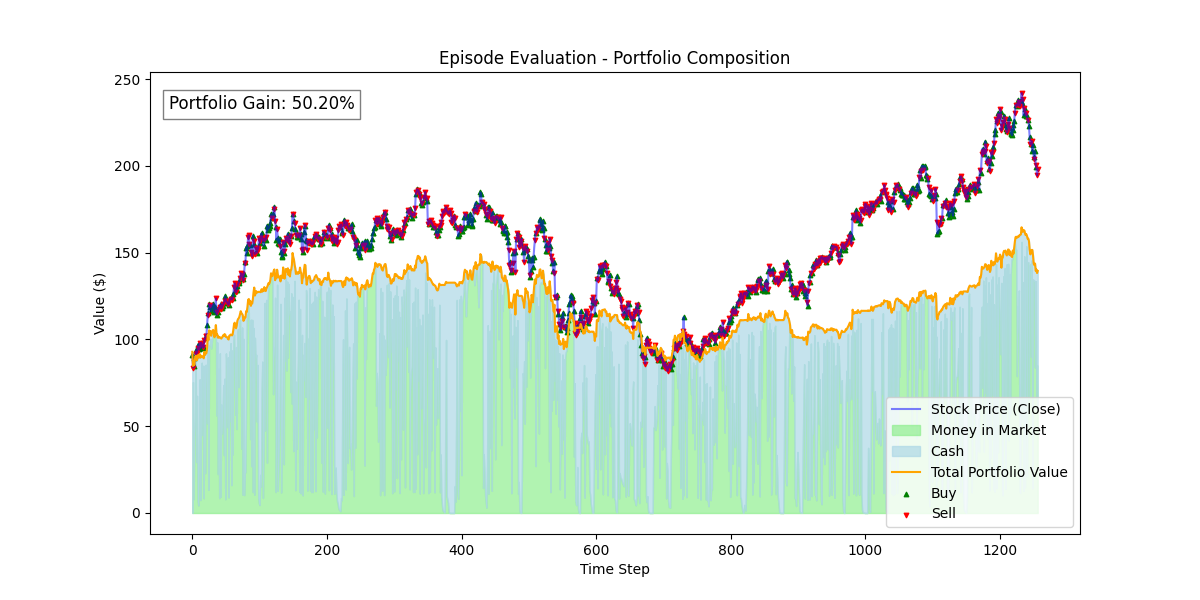 Episode Evaluation - Portfolio Composition
Portfolio Gain: 50.20%
Value ($)
250
200
150
100
50
0
0 200 400 600 800 1000 1200
Time Step
Stock Price (Close)
Money in Market
Cash
Total Portfolio Value
Buy
Sell